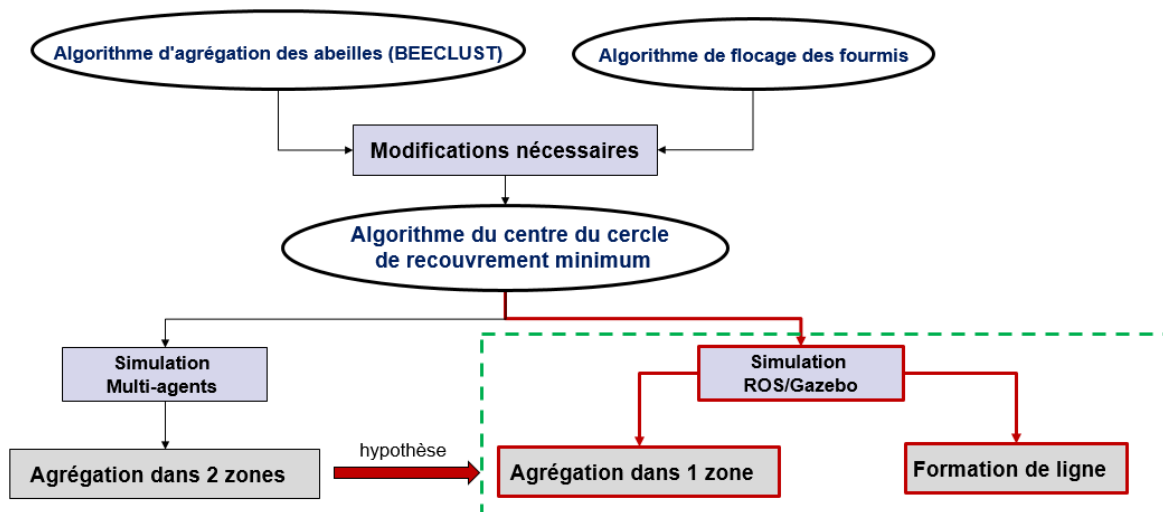 Algorithme d'agrégation des abeilles (BEECLUST)
Algorithme de flocage des fourmis
Modifications nécessaires
Algorithme du centre du cercle
de recouvrement minimum
Simulation
Multi-agents
Simulation
ROS/Gazebo
hypothèse
Agrégation dans 2 zones
Agrégation dans 1 zone
Formation de ligne